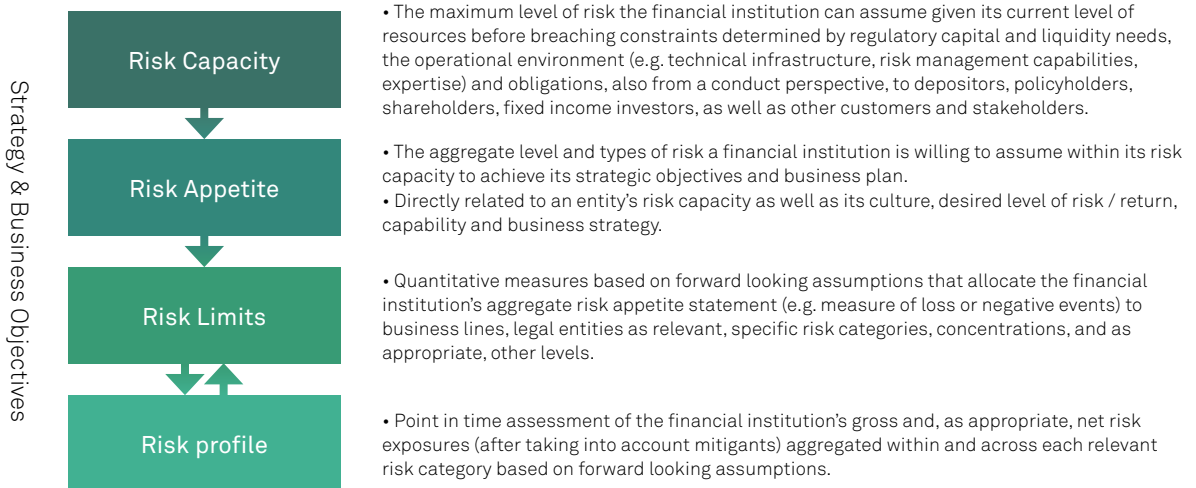 Strategy & Business Objectives
Risk Capacity
• The maximum level of risk the financial institution can assume given its current level of
resources before breaching constraints determined by regulatory capital and liquidity needs,
the operational environment (e.g. technical infrastructure, risk management capabilities,
expertise) and obligations, also from a conduct perspective, to depositors, policyholders,
shareholders, fixed income investors, as well as other customers and stakeholders.
Risk Appetite
• The aggregate level and types of risk a financial institution is willing to assume within its risk
capacity to achieve its strategic objectives and business plan.
• Directly related to an entity's risk capacity as well as its culture, desired level of risk / return,
capability and business strategy.
Risk Limits
• Quantitative measures based on forward looking assumptions that allocate the financial
institution's aggregate risk appetite statement (e.g. measure of loss or negative events) to
business lines, legal entities as relevant, specific risk categories, concentrations, and as
appropriate, other levels.
Risk profile
• Point in time assessment of the financial institution's gross and, as appropriate, net risk
exposures (after taking into account mitigants) aggregated within and across each relevant
risk category based on forward looking assumptions.